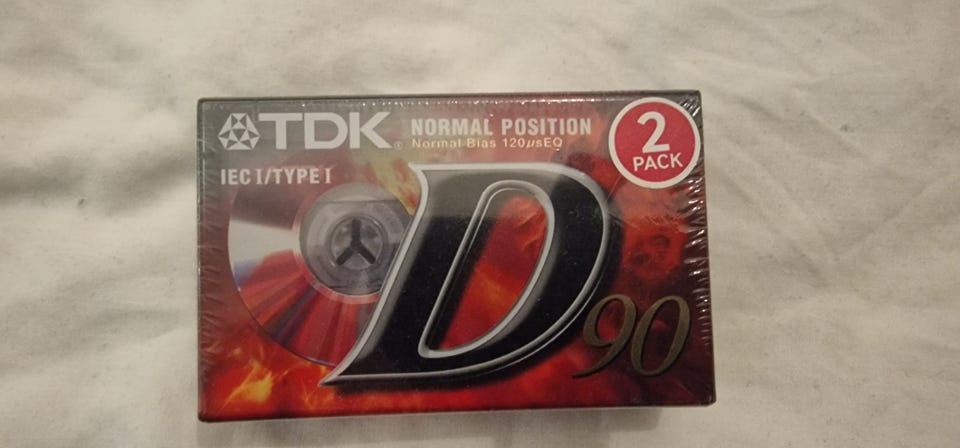 TDK®
NORMAL POSITION
Normal Bias 120μsEQ
2
PACK
IEC I/TYPE I
D
90